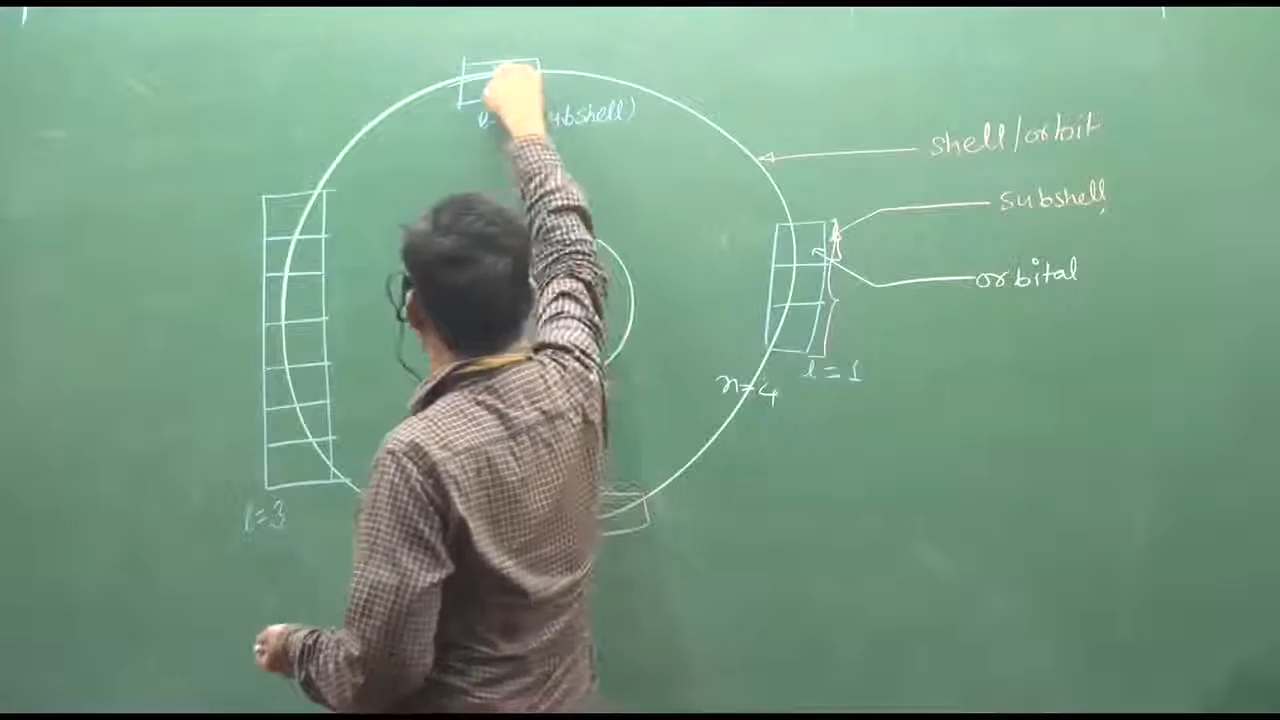 subshell)
shell/orbit
subshell,
orbital
l=1
n=4
l=3